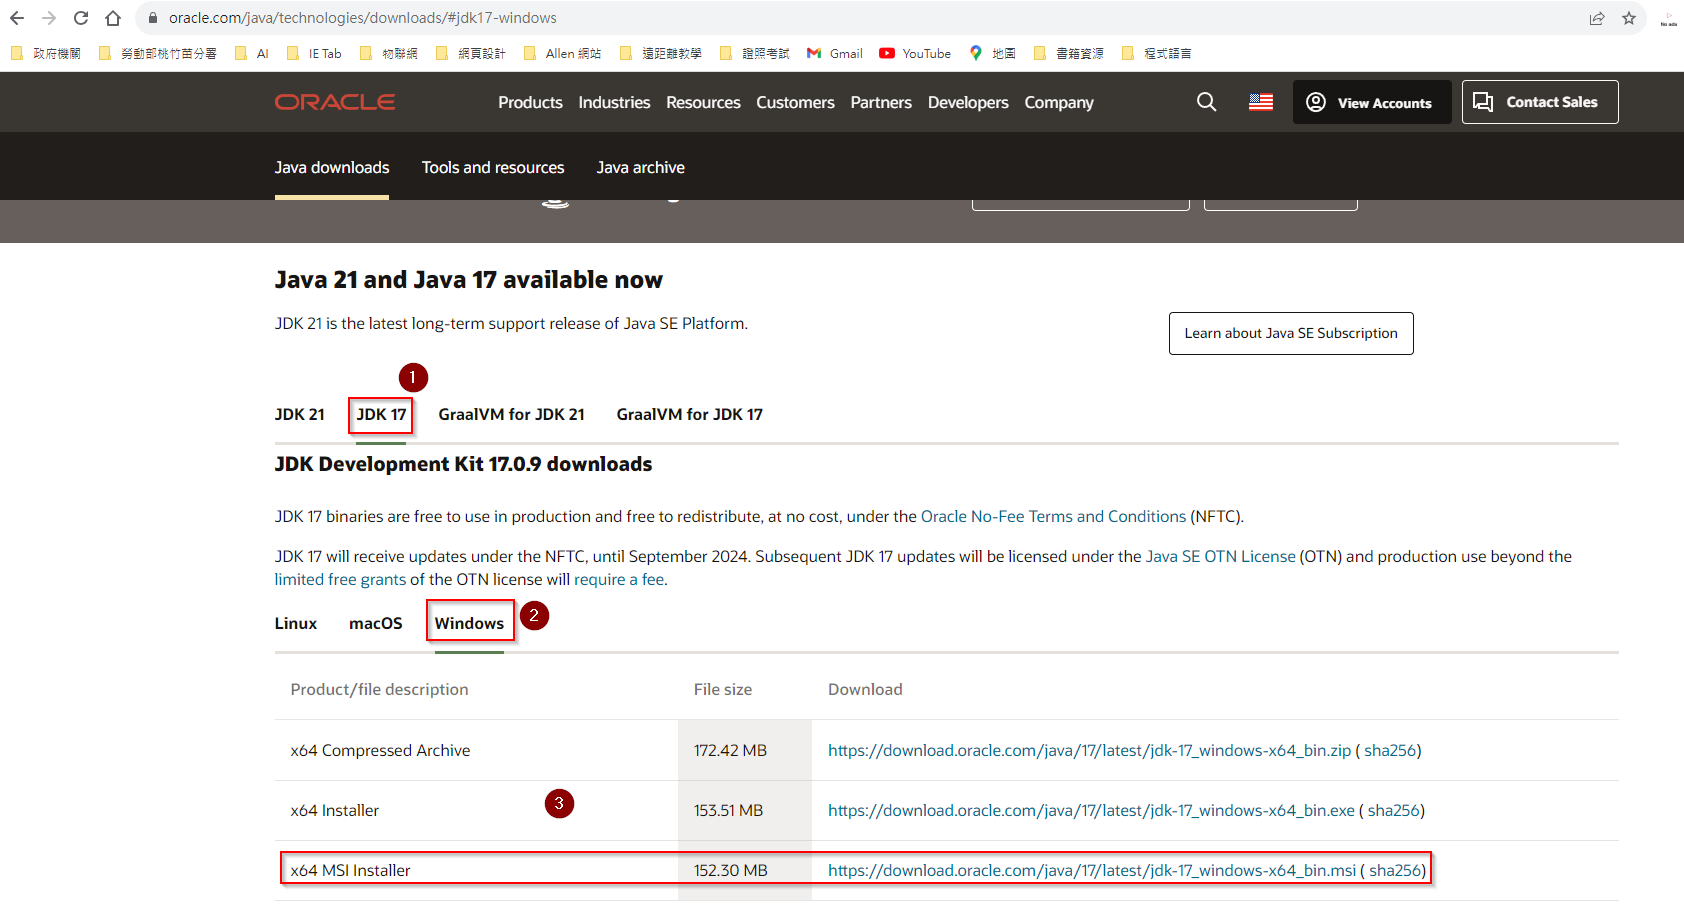 oracle.com/java/technologies/downloads/#jdk17-windows
政府機關 勞動部桃竹苗分署 AI IE Tab 物聯網 網頁設計 Allen 網站 遠距離教學 證照考試 Gmail YouTube 地圖 書籍資源 程式語言
ORACLE Products Industries Resources Customers Partners Developers Company View Accounts Contact Sales
Java downloads Tools and resources Java archive
Java 21 and Java 17 available now
JDK 21 is the latest long-term support release of Java SE Platform.
Learn about Java SE Subscription
1
JDK 21 JDK 17 GraalVM for JDK 21 GraalVM for JDK 17
JDK Development Kit 17.0.9 downloads
JDK 17 binaries are free to use in production and free to redistribute, at no cost, under the Oracle No-Fee Terms and Conditions (NFTC).
JDK 17 will receive updates under the NFTC, until September 2024. Subsequent JDK 17 updates will be licensed under the Java SE OTN License (OTN) and production use beyond the
limited free grants of the OTN license will require a fee.
Linux macOS Windows 2
Product/file description File size Download
x64 Compressed Archive 172.42 MB https://download.oracle.com/java/17/latest/jdk-17_windows-x64_bin.zip ( sha256)
x64 Installer 3 153.51 MB https://download.oracle.com/java/17/latest/jdk-17_windows-x64_bin.exe ( sha256)
x64 MSI Installer 152.30 MB https://download.oracle.com/java/17/latest/jdk-17_windows-x64_bin.msi ( sha256)